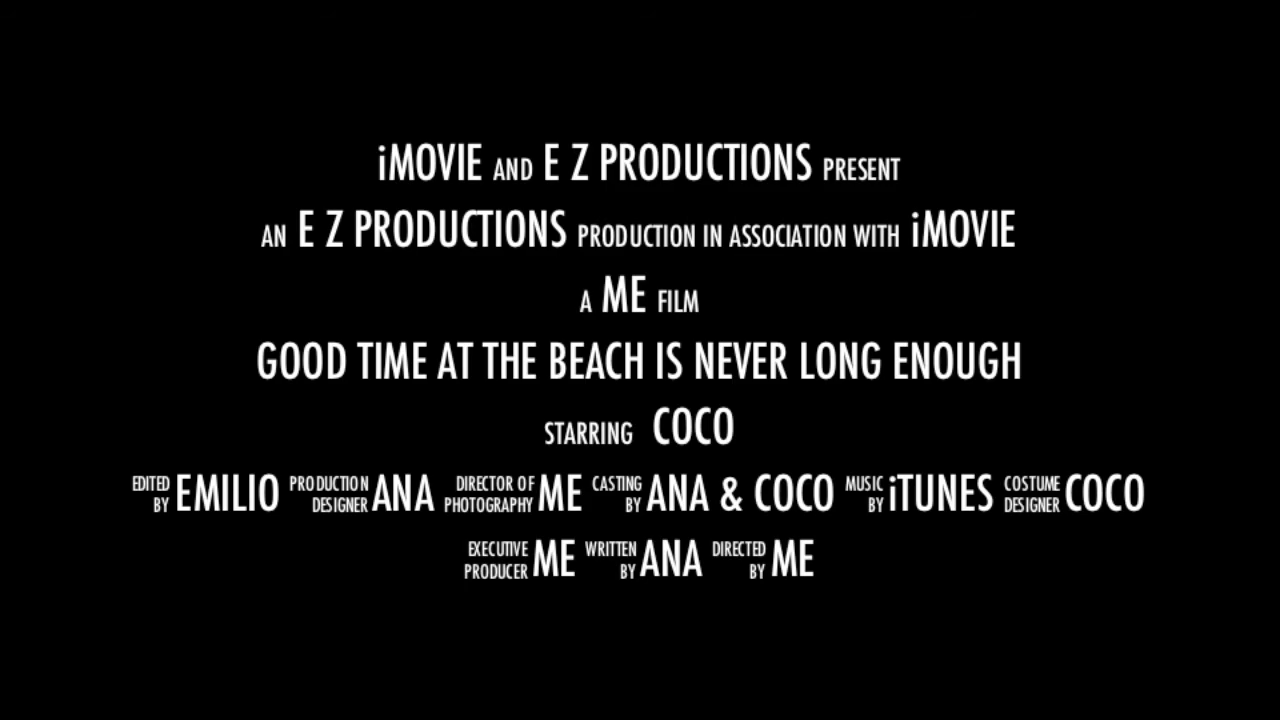 iMOVIE AND E Z PRODUCTIONS PRESENT
AN E Z PRODUCTIONS PRODUCTION IN ASSOCIATION WITH iMOVIE
A ME FILM
GOOD TIME AT THE BEACH IS NEVER LONG ENOUGH
STARRING COCO
EDITED BY EMILIO PRODUCTION DESIGNER ANA DIRECTOR OF PHOTOGRAPHY ME CASTING BY ANA & COCO MUSIC BY iTUNES COSTUME DESIGNER COCO
EXECUTIVE PRODUCER ME WRITTEN BY ANA DIRECTED BY ME